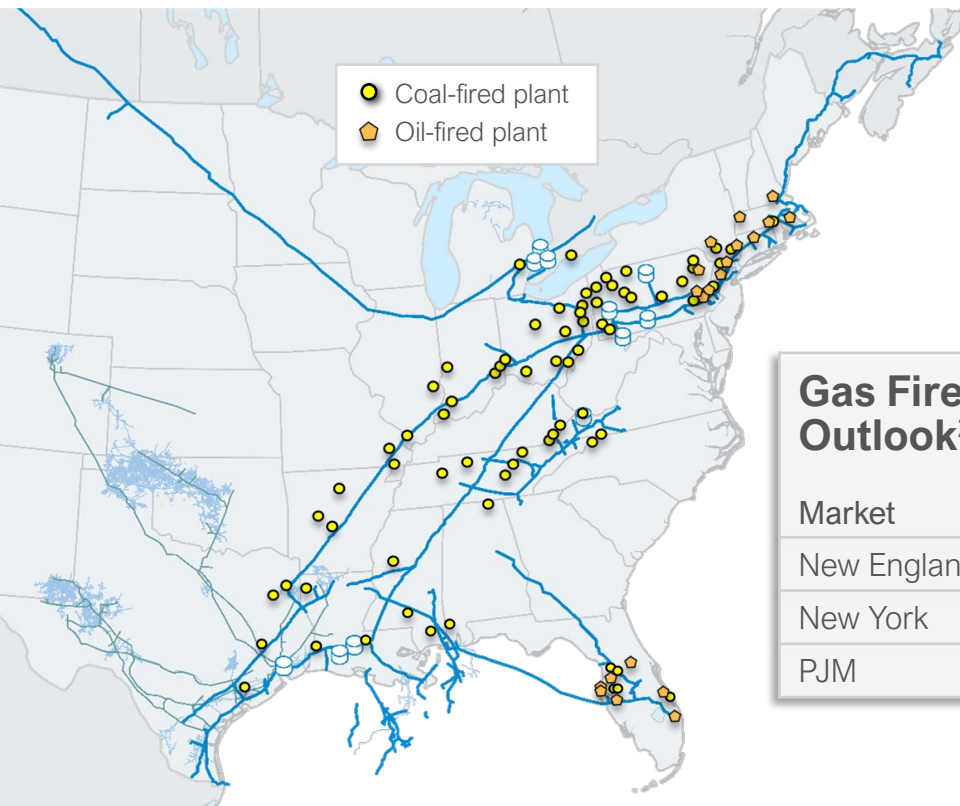 Coal-fired plant
Oil-fired plant
Gas Fire
Outlook
Market
New Englan
New York
PJM